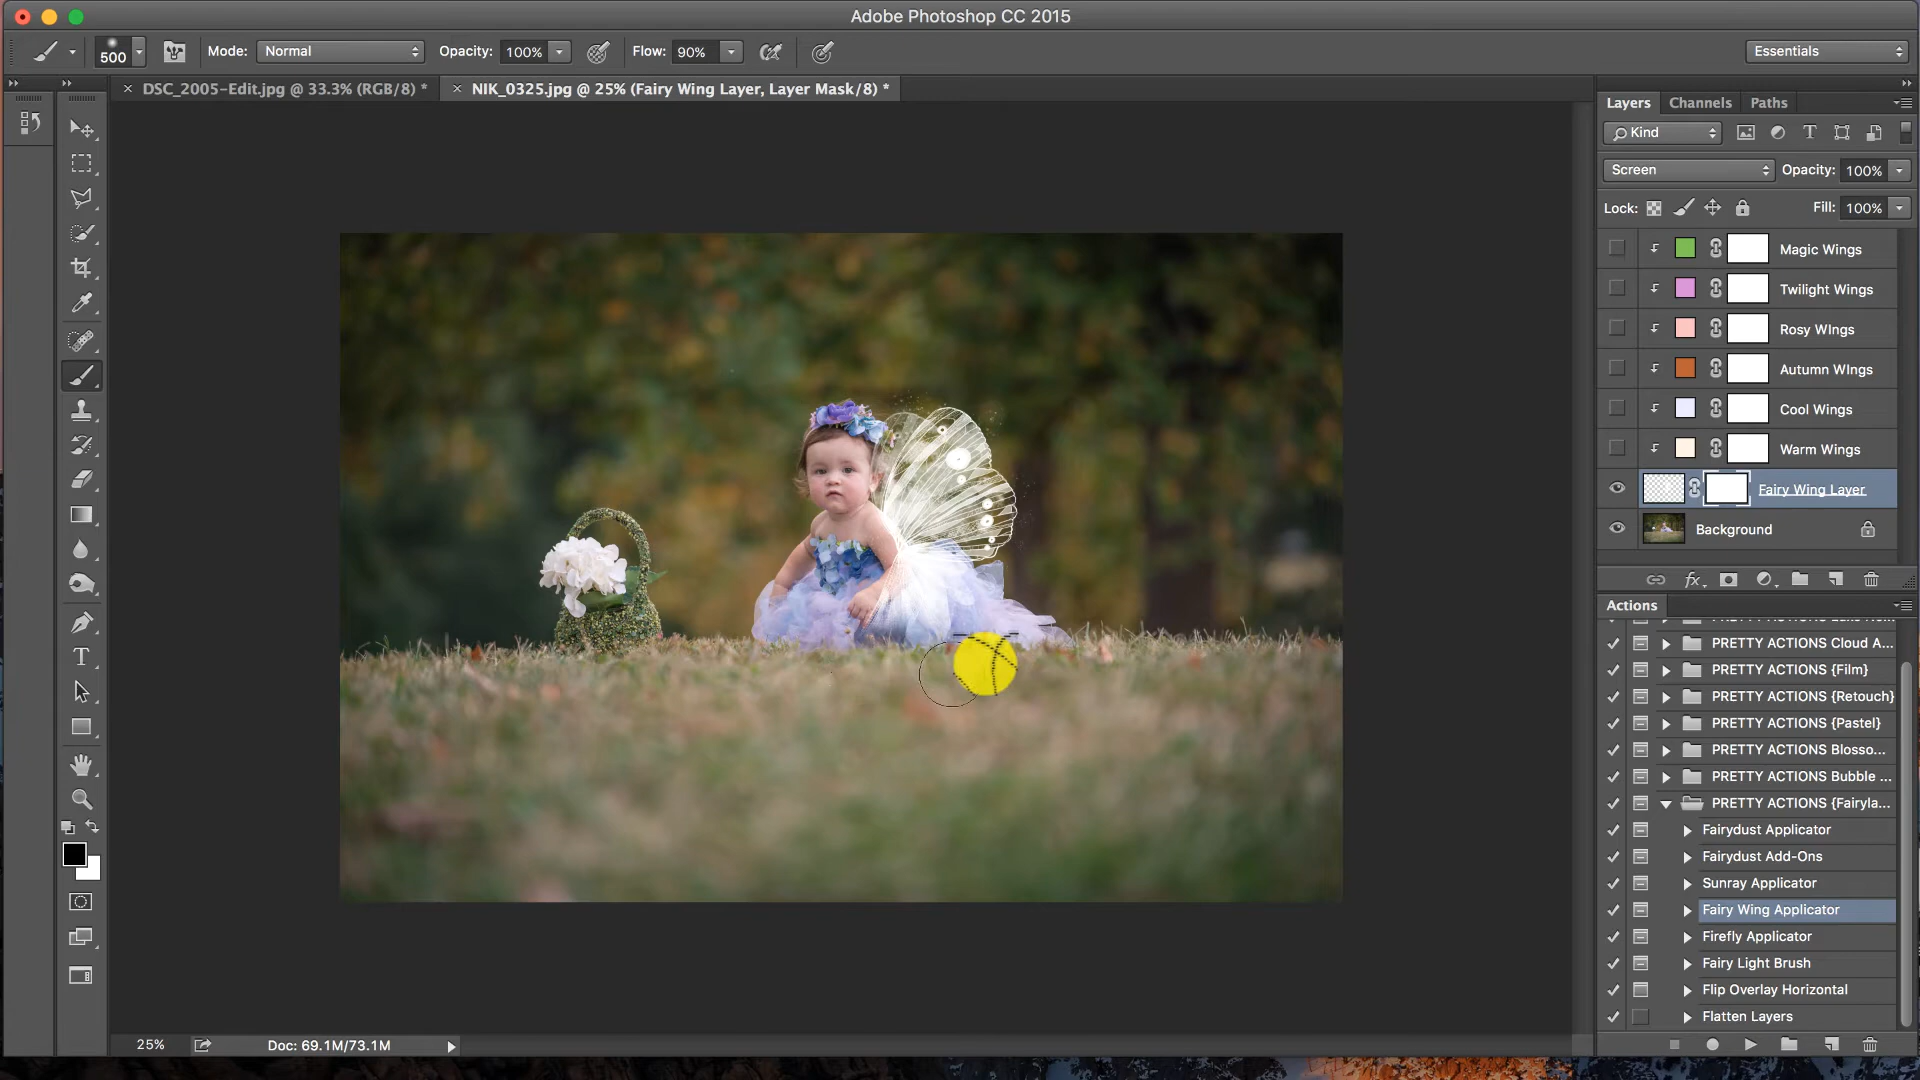 Adobe Photoshop CC 2015
500
Mode: Normal Opacity: 100% Flow: 90% Essentials
DSC_2005-Edit.jpg @ 33.3% (RGB/8) *
NIK_0325.jpg @ 25% (Fairy Wing Layer, Layer Mask/8) *
Layers Channels Paths
Kind
Screen Opacity: 100%
Lock: Fill: 100%
Magic Wings
Twilight Wings
Rosy WIngs
Autumn WIngs
Cool Wings
Warm Wings
Fairy Wing Layer
Background
Actions
PRETTY ACTIONS Cloud A...
PRETTY ACTIONS {Film}
PRETTY ACTIONS {Retouch}
PRETTY ACTIONS {Pastel}
PRETTY ACTIONS Blosso...
PRETTY ACTIONS Bubble ...
PRETTY ACTIONS {Fairyla...
Fairydust Applicator
Fairydust Add-Ons
Sunray Applicator
Fairy Wing Applicator
Firefly Applicator
Fairy Light Brush
Flip Overlay Horizontal
Flatten Layers
25% Doc: 69.1M/73.1M